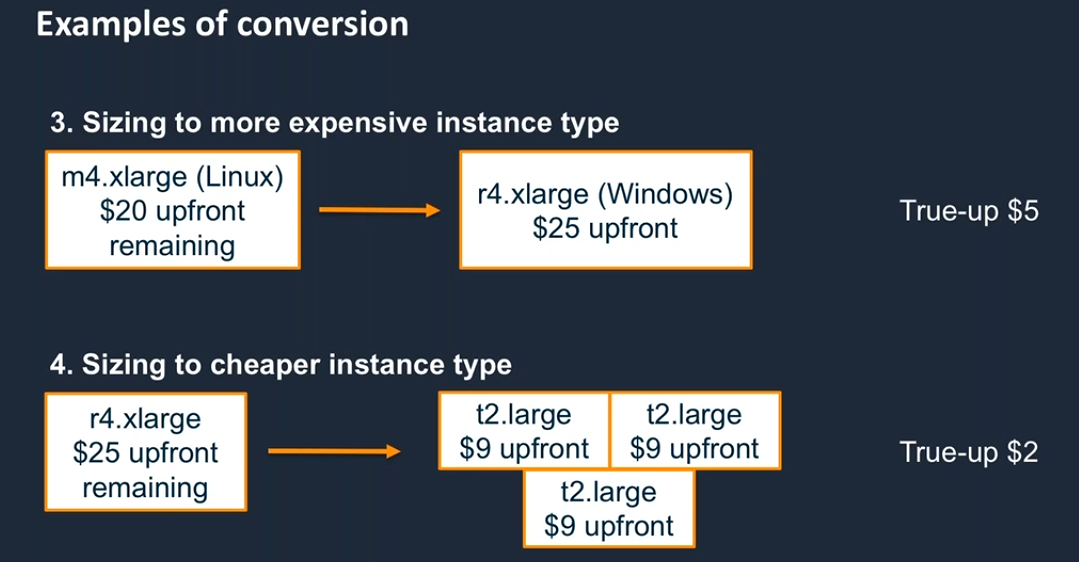 Examples of conversion
3. Sizing to more expensive instance type
m4.xlarge (Linux)
$20 upfront
remaining
r4.xlarge (Windows)
$25 upfront
True-up $5
4. Sizing to cheaper instance type
r4.xlarge
$25 upfront
remaining
t2.large
$9 upfront
t2.large
$9 upfront
t2.large
$9 upfront
True-up $2